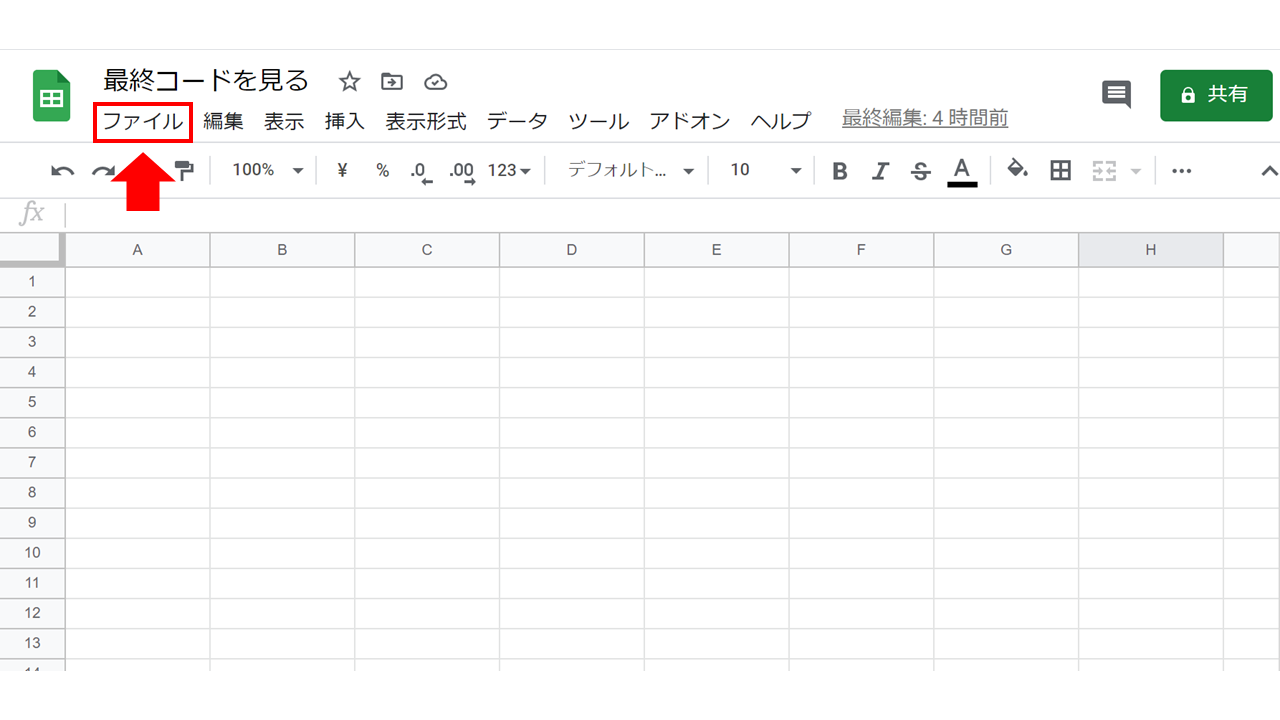 最終コードを見る
ファイル 編集 表示 挿入 表示形式 データ ツール アドオン ヘルプ 最終編集: 4 時間前
共有
100% ¥ % .0 .00 123 デフォルト... 10 B I S A ...
fx
A B C D E F G H
1
2
3
4
5
6
7
8
9
10
11
12
13
14